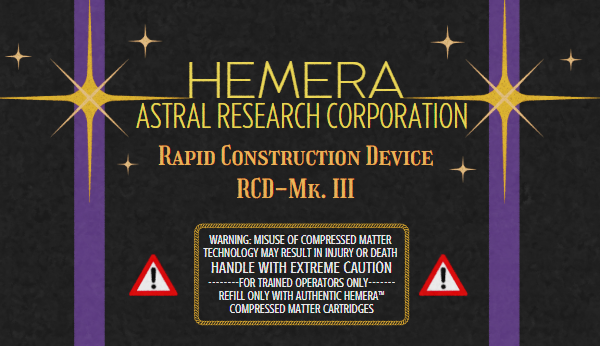 HEMERA
ASTRAL RESEARCH CORPORATION
Rapid Construction Device
RCD-Mk. III
WARNING: MISUSE OF COMPRESSED MATTER
TECHNOLOGY MAY RESULT IN INJURY OR DEATH
HANDLE WITH EXTREME CAUTION
--------FOR TRAINED OPERATORS ONLY-------
REFILL ONLY WITH AUTHENTIC HEMERA™
COMPRESSED MATTER CARTRIDGES